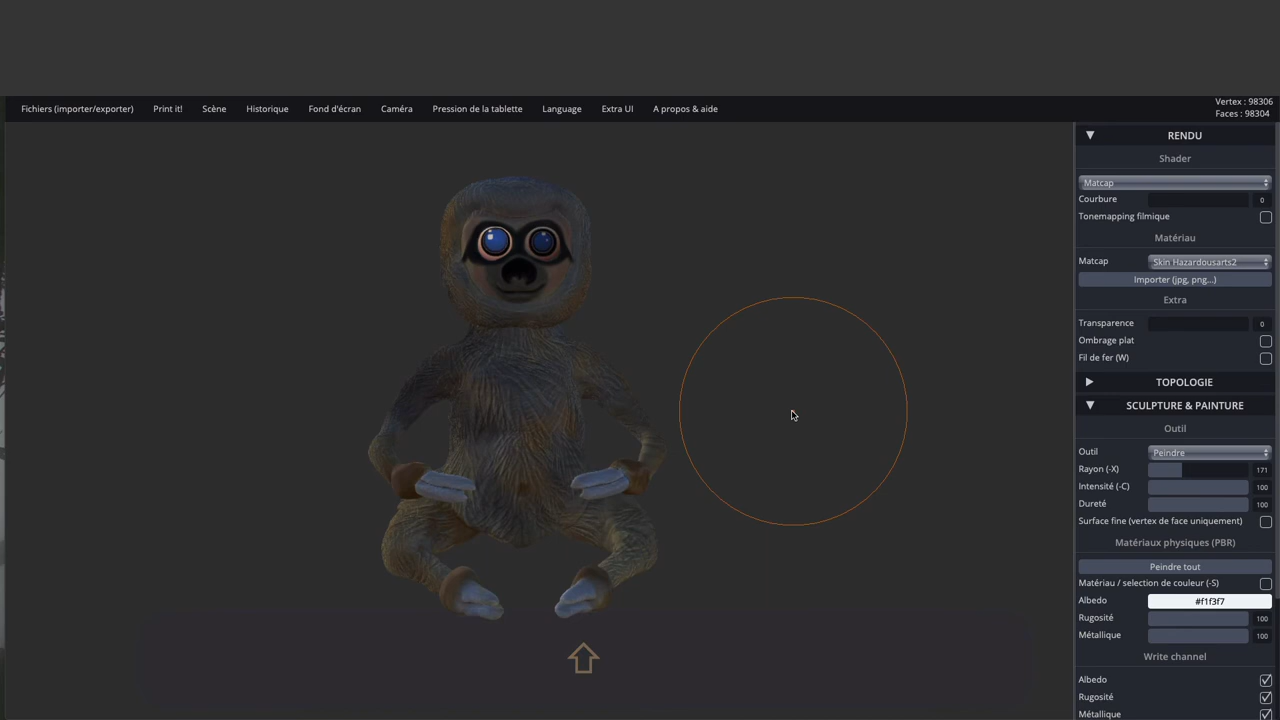 Fichiers (importer/exporter) Print it! Scène Historique Fond d'écran Caméra Pression de la tablette Language Extra UI A propos & aide
Vertex : 98306
Faces : 98304
RENDU
Shader
Matcap
Courbure 0
Tonemapping filmique
Matériau
Matcap Skin Hazardousarts2
Importer (jpg, png...)
Extra
Transparence 0
Ombrage plat
Fil de fer (W)
TOPOLOGIE
SCULPTURE & PAINTURE
Outil
Outil Peindre
Rayon (-X) 171
Intensité (-C) 100
Dureté 100
Surface fine (vertex de face uniquement)
Matériaux physiques (PBR)
Peindre tout
Matériau / selection de couleur (-S)
Albedo #f1f3f7
Rugosité 100
Métallique 100
Write channel
Albedo
Rugosité
Métallique